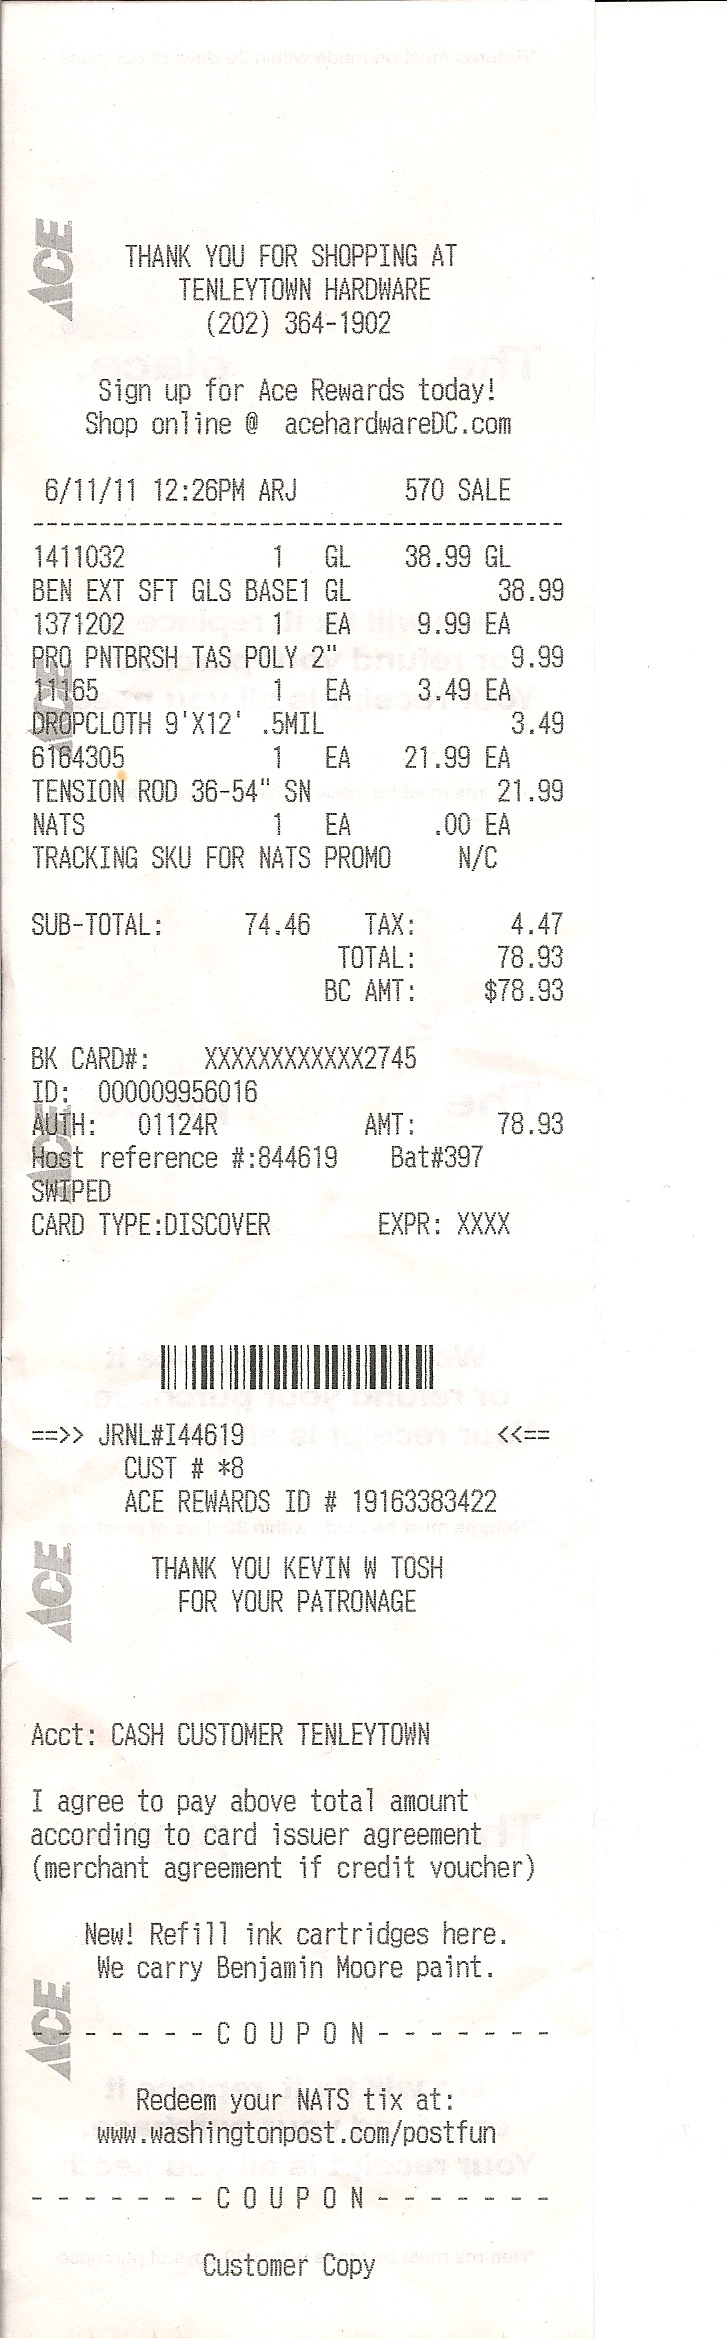 THANK YOU FOR SHOPPING AT
TENLEYTOWN HARDWARE
(202) 364-1902
Sign up for Ace Rewards today!
Shop online @ acehardwareDC.com
6/11/11 12:26PM ARJ 570 SALE
----------------------------------------
1411032 1 GL 38.99 GL
BEN EXT SFT GLS BASE1 GL 38.99
1371202 1 EA 9.99 EA
PRO PNTBRSH TAS POLY 2" 9.99
11165 1 EA 3.49 EA
DROPCLOTH 9'X12' .5MIL 3.49
6164305 1 EA 21.99 EA
TENSION ROD 36-54" SN 21.99
NATS 1 EA .00 EA
TRACKING SKU FOR NATS PROMO N/C
SUB-TOTAL: 74.46 TAX: 4.47
TOTAL: 78.93
BC AMT: $78.93
BK CARD#: XXXXXXXXXXXX2745
ID: 000009956016
AUTH: 01124R AMT: 78.93
Host reference #:844619 Bat#397
SWIPED
CARD TYPE:DISCOVER EXPR: XXXX
==>> JRNL#I44619 <<==
CUST # *8
ACE REWARDS ID # 19163383422
THANK YOU KEVIN W TOSH
FOR YOUR PATRONAGE
Acct: CASH CUSTOMER TENLEYTOWN
I agree to pay above total amount
according to card issuer agreement
(merchant agreement if credit voucher)
New! Refill ink cartridges here.
We carry Benjamin Moore paint.
- - - - - - - C O U P O N - - - - - - -
Redeem your NATS tix at:
www.washingtonpost.com/postfun
- - - - - - - C O U P O N - - - - - - -
Customer Copy
ACE
ACE
ACE
ACE
ACE